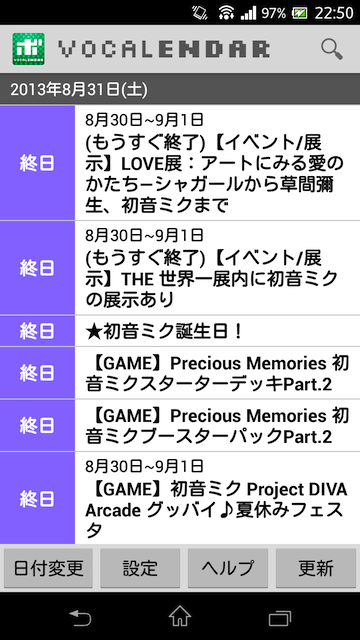 97% 22:50
ボ VOCALENDAR VOCALENDAR
2013年8月31日(土)
終日
8月30日~9月1日
(もうすぐ終了)【イベント/展
示】LOVE展：アートにみる愛の
かたち−シャガールから草間彌
生、初音ミクまで
終日
8月30日~9月1日
(もうすぐ終了)【イベント/展
示】THE 世界一展内に初音ミク
の展示あり
終日
★初音ミク誕生日！
終日
【GAME】Precious Memories 初
音ミクスターターデッキPart.2
終日
【GAME】Precious Memories 初
音ミクブースターパックPart.2
終日
8月30日~9月1日
【GAME】初音ミク Project DIVA
Arcade グッバイ♪夏休みフェス
タ
日付変更 設定 ヘルプ 更新